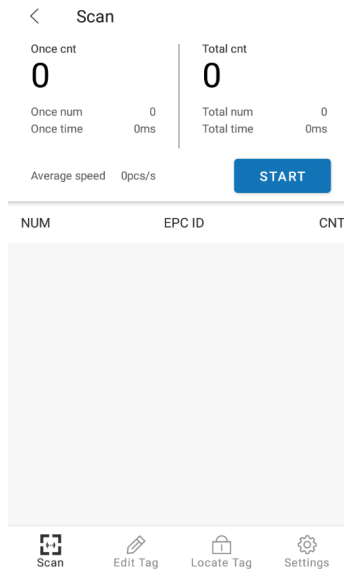 Scan
Once cnt
0
Once num 0
Once time 0ms
Total cnt
0
Total num 0
Total time 0ms
Average speed 0pcs/s
START
NUM EPC ID CNT
Scan Edit Tag Locate Tag Settings